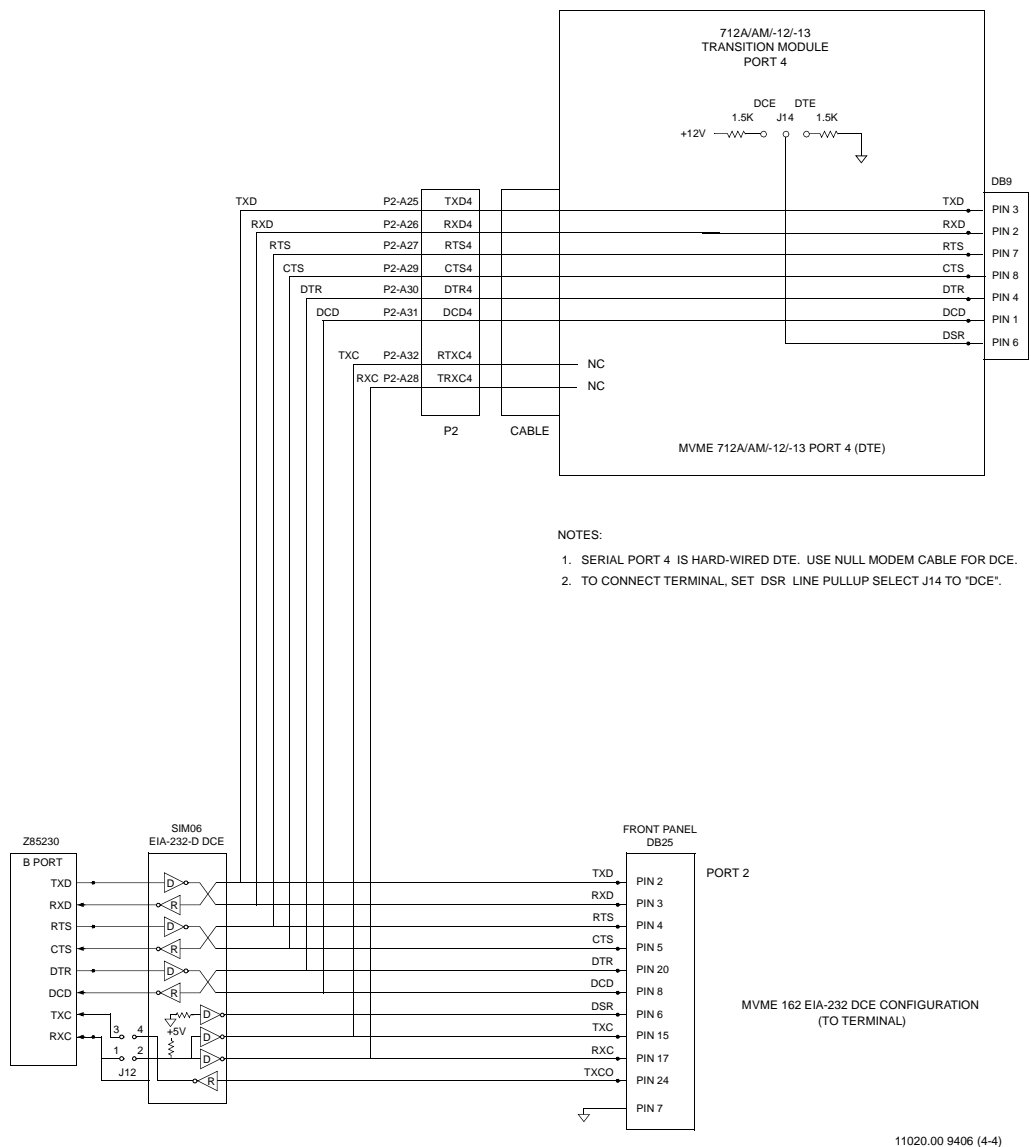 712A/AM/-12/-13
TRANSITION MODULE
PORT 4
DCE DTE
1.5K J14 1.5K
+12V
DB9
TXD P2-A25 TXD4 TXD PIN 3
RXD P2-A26 RXD4 RXD PIN 2
RTS P2-A27 RTS4 RTS PIN 7
CTS P2-A29 CTS4 CTS PIN 8
DTR P2-A30 DTR4 DTR PIN 4
DCD P2-A31 DCD4 DCD PIN 1
DSR PIN 6
TXC P2-A32 RTXC4 NC
RXC P2-A28 TRXC4 NC
P2 CABLE
MVME 712A/AM/-12/-13 PORT 4 (DTE)
NOTES:
1. SERIAL PORT 4 IS HARD-WIRED DTE. USE NULL MODEM CABLE FOR DCE.
2. TO CONNECT TERMINAL, SET DSR LINE PULLUP SELECT J14 TO "DCE".
Z85230
B PORT
SIM06
EIA-232-D DCE
FRONT PANEL
DB25
PORT 2
TXD D TXD PIN 2
RXD R RXD PIN 3
RTS D RTS PIN 4
CTS R CTS PIN 5
DTR D DTR PIN 20
DCD R DCD PIN 8
D DSR PIN 6
TXC 3 4 +5V D TXC PIN 15
RXC 1 2 D RXC PIN 17
J12 R TXCO PIN 24
PIN 7
MVME 162 EIA-232 DCE CONFIGURATION
(TO TERMINAL)
11020.00 9406 (4-4)